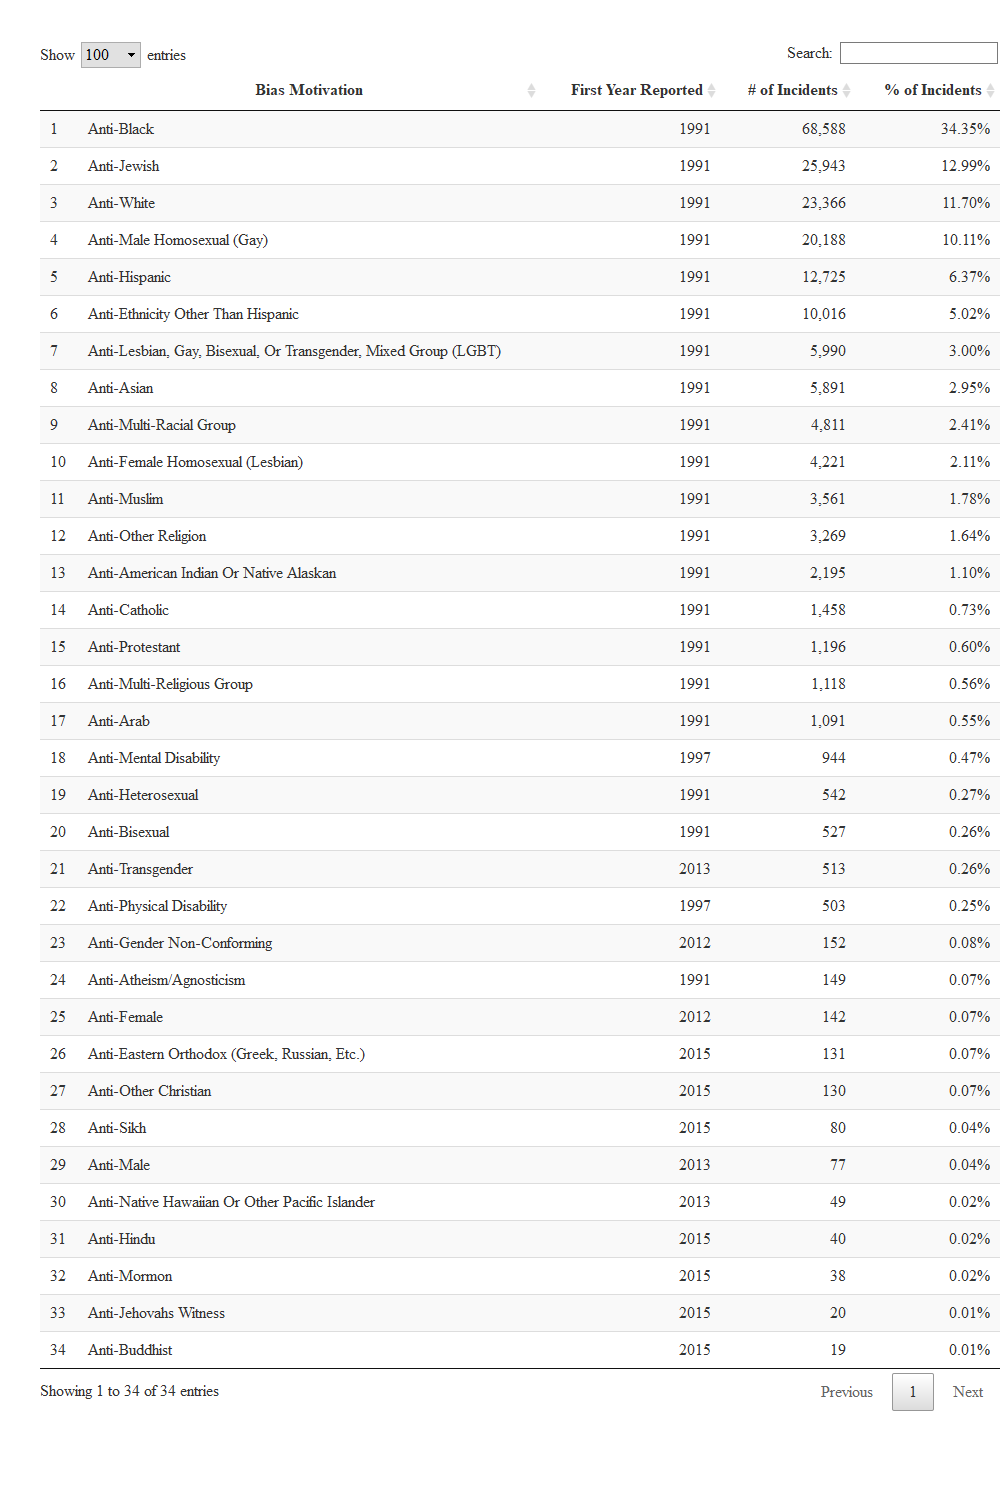 Show 100 entries Search:
Bias Motivation First Year Reported # of Incidents % of Incidents
1 Anti-Black 1991 68,588 34.35%
2 Anti-Jewish 1991 25,943 12.99%
3 Anti-White 1991 23,366 11.70%
4 Anti-Male Homosexual (Gay) 1991 20,188 10.11%
5 Anti-Hispanic 1991 12,725 6.37%
6 Anti-Ethnicity Other Than Hispanic 1991 10,016 5.02%
7 Anti-Lesbian, Gay, Bisexual, Or Transgender, Mixed Group (LGBT) 1991 5,990 3.00%
8 Anti-Asian 1991 5,891 2.95%
9 Anti-Multi-Racial Group 1991 4,811 2.41%
10 Anti-Female Homosexual (Lesbian) 1991 4,221 2.11%
11 Anti-Muslim 1991 3,561 1.78%
12 Anti-Other Religion 1991 3,269 1.64%
13 Anti-American Indian Or Native Alaskan 1991 2,195 1.10%
14 Anti-Catholic 1991 1,458 0.73%
15 Anti-Protestant 1991 1,196 0.60%
16 Anti-Multi-Religious Group 1991 1,118 0.56%
17 Anti-Arab 1991 1,091 0.55%
18 Anti-Mental Disability 1997 944 0.47%
19 Anti-Heterosexual 1991 542 0.27%
20 Anti-Bisexual 1991 527 0.26%
21 Anti-Transgender 2013 513 0.26%
22 Anti-Physical Disability 1997 503 0.25%
23 Anti-Gender Non-Conforming 2012 152 0.08%
24 Anti-Atheism/Agnosticism 1991 149 0.07%
25 Anti-Female 2012 142 0.07%
26 Anti-Eastern Orthodox (Greek, Russian, Etc.) 2015 131 0.07%
27 Anti-Other Christian 2015 130 0.07%
28 Anti-Sikh 2015 80 0.04%
29 Anti-Male 2013 77 0.04%
30 Anti-Native Hawaiian Or Other Pacific Islander 2013 49 0.02%
31 Anti-Hindu 2015 40 0.02%
32 Anti-Mormon 2015 38 0.02%
33 Anti-Jehovahs Witness 2015 20 0.01%
34 Anti-Buddhist 2015 19 0.01%
Showing 1 to 34 of 34 entries Previous 1 Next